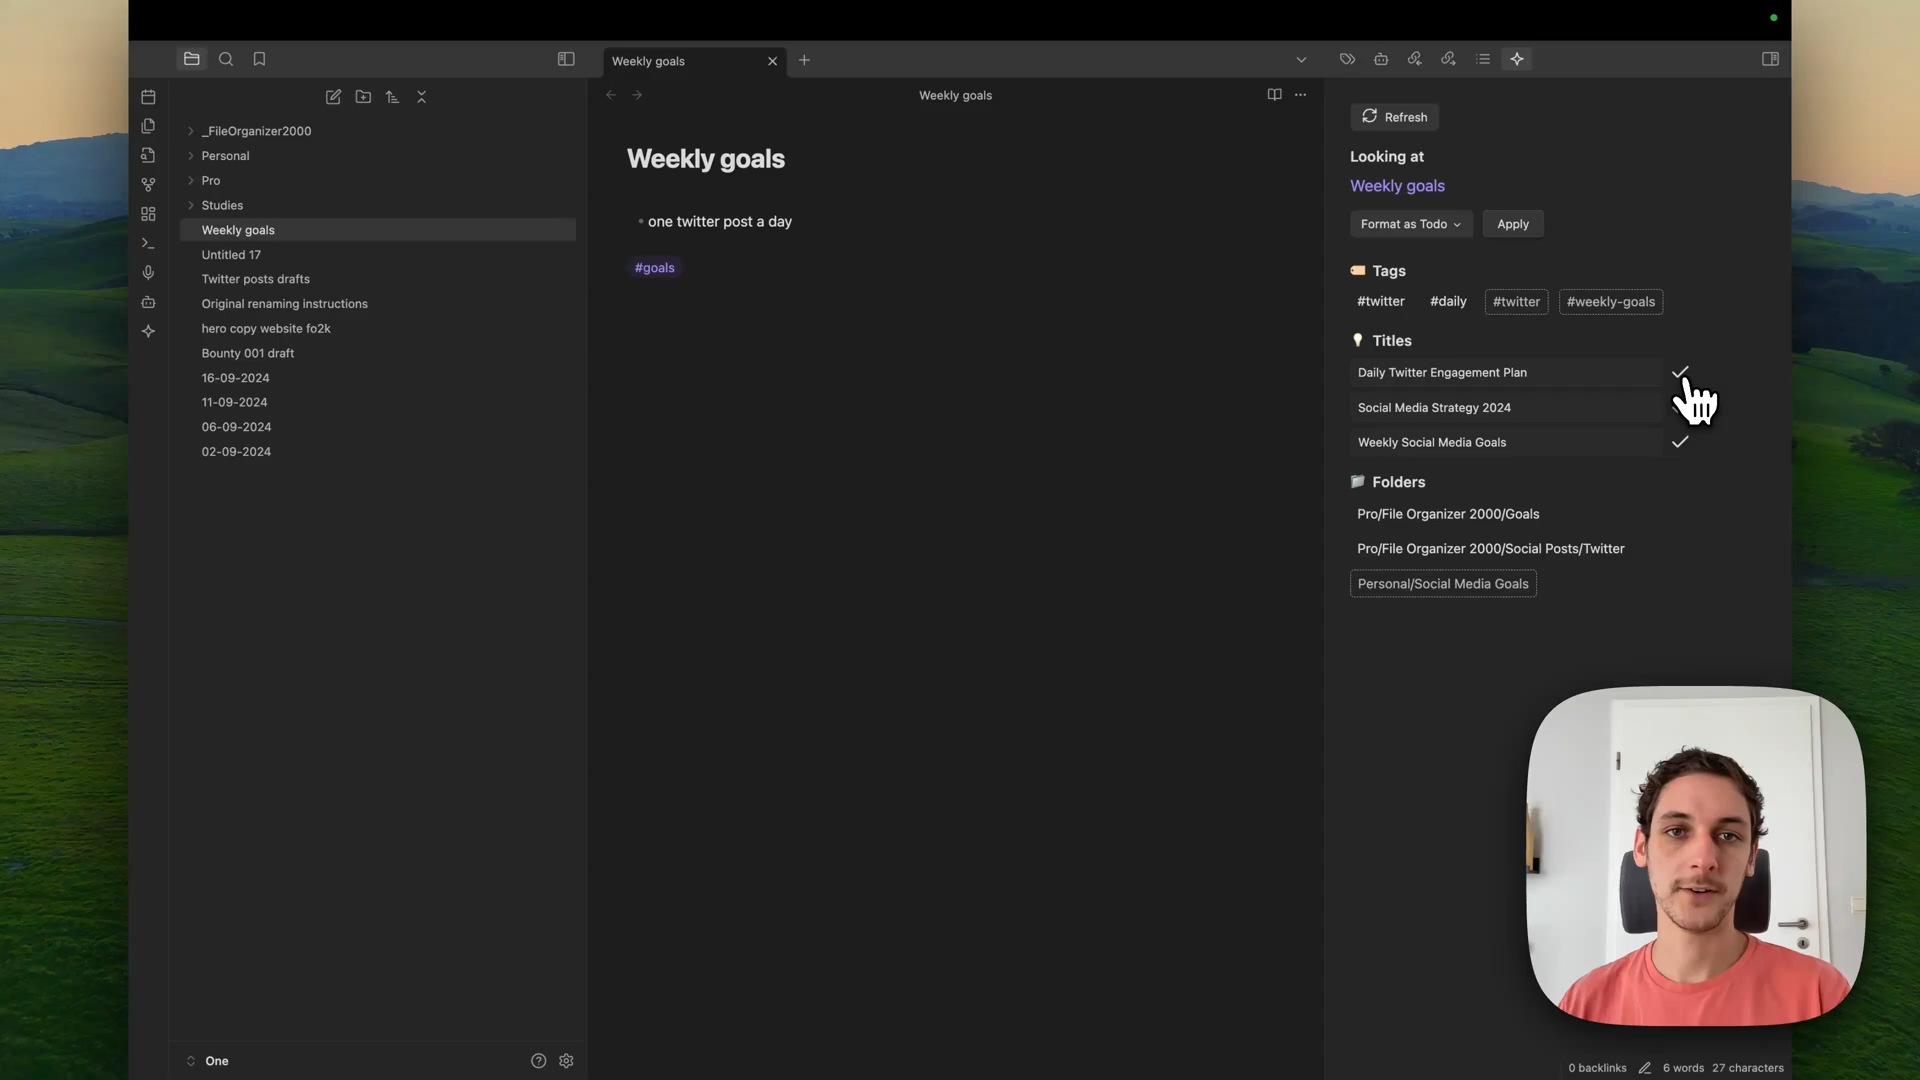 Weekly goals
_FileOrganizer2000
Personal
Pro
Studies
Weekly goals
Untitled 17
Twitter posts drafts
Original renaming instructions
hero copy website fo2k
Bounty 001 draft
16-09-2024
11-09-2024
06-09-2024
02-09-2024
One
Weekly goals
Weekly goals
one twitter post a day
#goals
Refresh
Looking at
Weekly goals
Format as Todo
Apply
Tags
#twitter #daily #twitter #weekly-goals
Titles
Daily Twitter Engagement Plan
Social Media Strategy 2024
Weekly Social Media Goals
Folders
Pro/File Organizer 2000/Goals
Pro/File Organizer 2000/Social Posts/Twitter
Personal/Social Media Goals
0 backlinks 6 words 27 characters